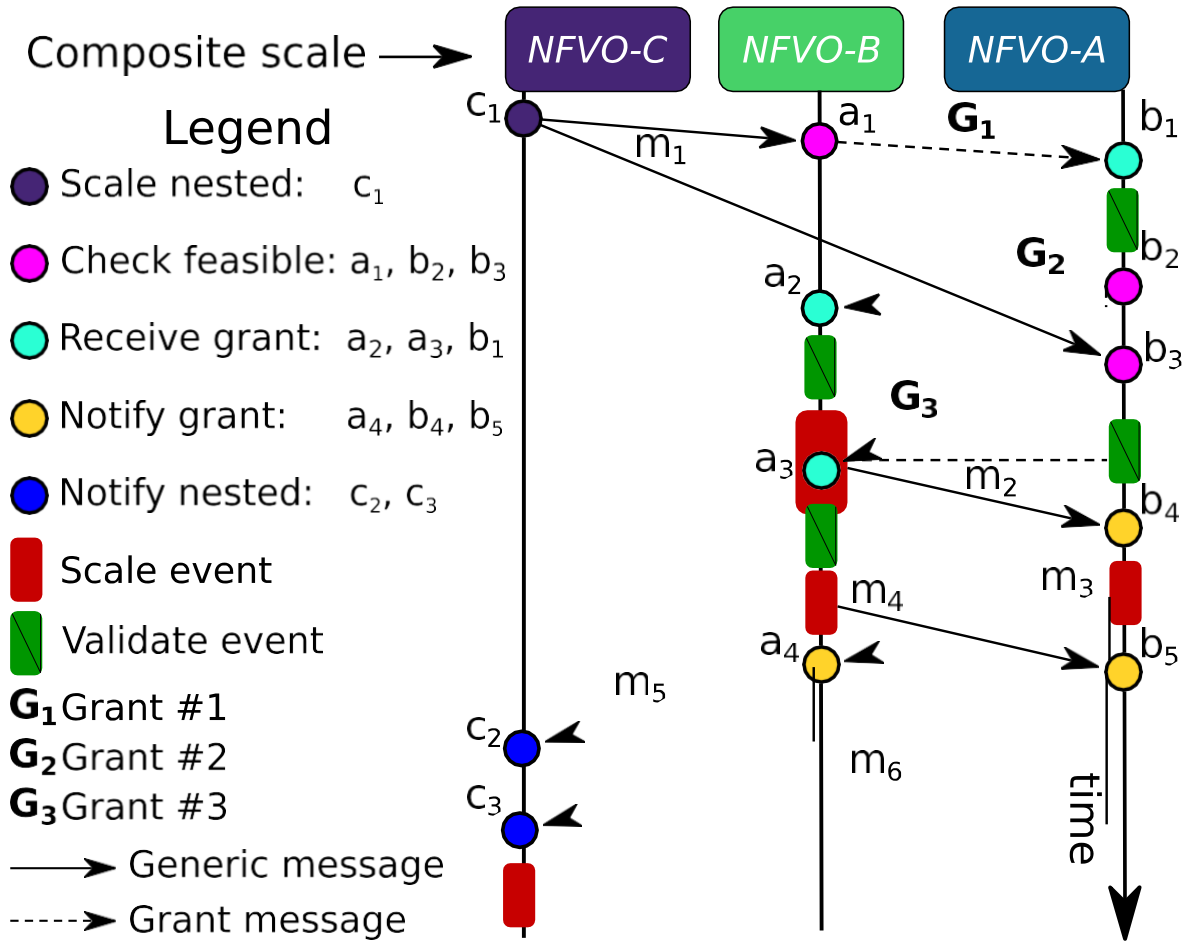 Composite scale
NFVO-C
NFVO-B
NFVO-A
Legend
Scale nested: c₁
Check feasible: a₁, b₂, b₃
Receive grant: a₂, a₃, b₁
Notify grant: a₄, b₄, b₅
Notify nested: c₂, c₃
Scale event
Validate event
G₁ Grant #1
G₂ Grant #2
G₃ Grant #3
Generic message
Grant message
c₁
m₁
a₁
G₁
b₁
G₂
b₂
a₂
b₃
G₃
a₃
m₂
b₄
m₃
m₄
a₄
b₅
m₅
c₂
m₆
c₃
time